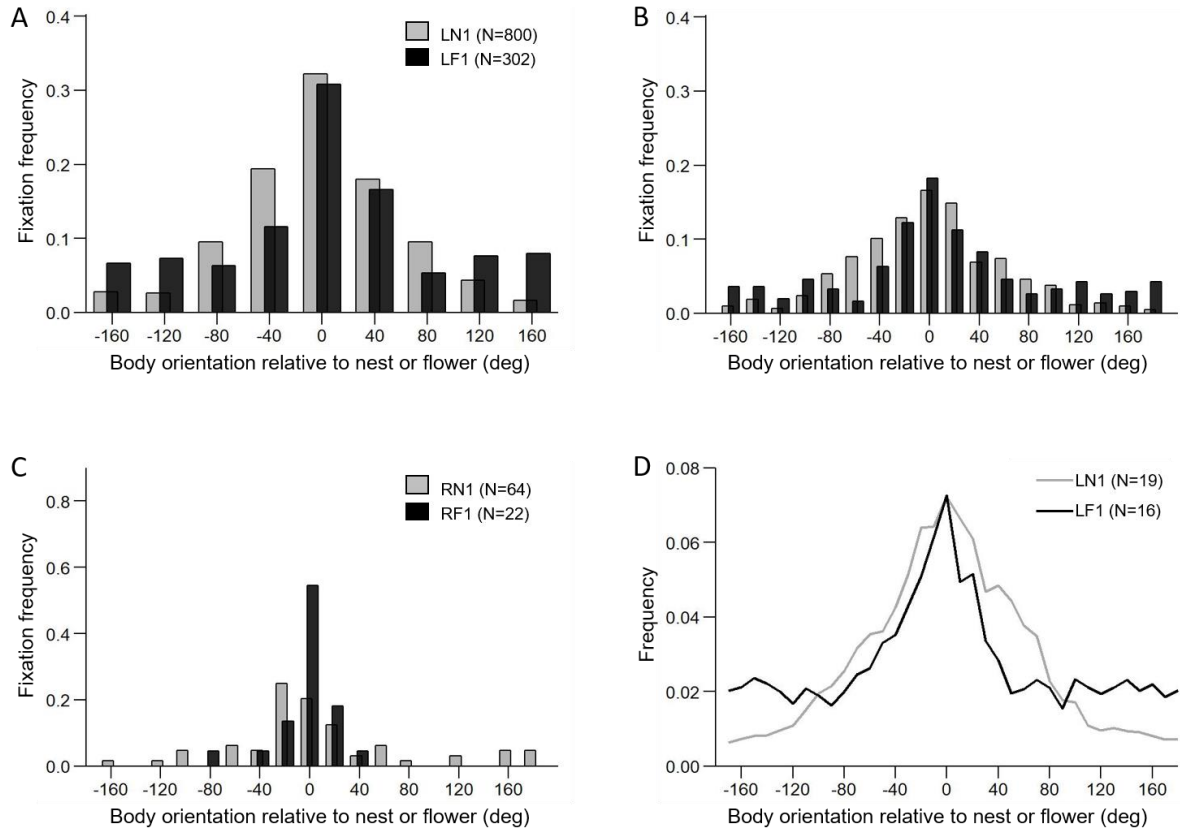 A
0.4
0.3
0.2
0.1
0.0
Fixation frequency
LN1 (N=800)
LF1 (N=302)
-160 -120 -80 -40 0 40 80 120 160
Body orientation relative to nest or flower (deg)
B
0.4
0.3
0.2
0.1
0.0
Fixation frequency
-160 -120 -80 -40 0 40 80 120 160
Body orientation relative to nest or flower (deg)
C
0.8
0.6
0.4
0.2
0.0
Fixation frequency
RN1 (N=64)
RF1 (N=22)
-160 -120 -80 -40 0 40 80 120 160
Body orientation relative to nest or flower (deg)
D
0.08
0.06
0.04
0.02
0.00
Frequency
LN1 (N=19)
LF1 (N=16)
-160 -120 -80 -40 0 40 80 120 160
Body orientation relative to nest or flower (deg)